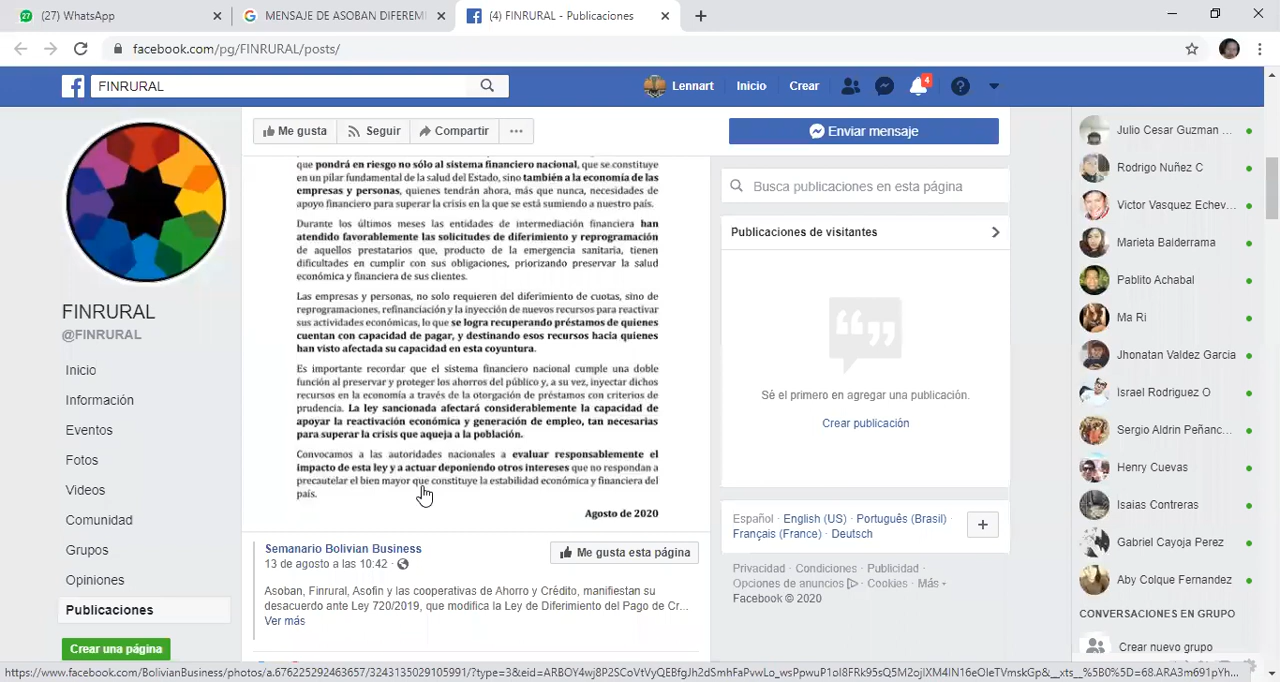 (27) WhatsApp
MENSAJE DE ASOBAN DIFEREMI
(4) FINRURAL - Publicaciones
facebook.com/pg/FINRURAL/posts/
FINRURAL
Lennart
Inicio
Crear
4
Me gusta
Seguir
Compartir
Enviar mensaje
FINRURAL
@FINRURAL
Inicio
Información
Eventos
Fotos
Videos
Comunidad
Grupos
Opiniones
Publicaciones
Crear una página
que pondrá en riesgo no sólo al sistema financiero nacional, que se constituye
en un pilar fundamental de la salud del Estado, sino también a la economía de las
empresas y personas, quienes tendrán ahora, más que nunca, necesidades de
apoyo financiero para superar la crisis en la que se está sumiendo a nuestro país.
Durante los últimos meses las entidades de intermediación financiera han
atendido favorablemente las solicitudes de diferimiento y reprogramación
de aquellos prestatarios que, producto de la emergencia sanitaria, tienen
dificultades en cumplir con sus obligaciones, priorizando preservar la salud
económica y financiera de sus clientes.
Las empresas y personas, no solo requieren del diferimiento de cuotas, sino de
reprogramaciones, refinanciación y la inyección de nuevos recursos para reactivar
sus actividades económicas, lo que se logra recuperando préstamos de quienes
cuentan con capacidad de pagar, y destinando esos recursos hacia quienes
han visto afectada su capacidad en esta coyuntura.
Es importante recordar que el sistema financiero nacional cumple una doble
función al preservar y proteger los ahorros del público y, a su vez, inyectar dichos
recursos en la economía a través de la otorgación de préstamos con criterios de
prudencia. La ley sancionada afectará considerablemente la capacidad de
apoyar la reactivación económica y generación de empleo, tan necesarias
para superar la crisis que aqueja a la población.
Convocamos a las autoridades nacionales a evaluar responsablemente el
impacto de esta ley y a actuar deponiendo otros intereses que no respondan a
precautelar el bien mayor que constituye la estabilidad económica y financiera del
país.
Agosto de 2020
Semanario Bolivian Business
13 de agosto a las 10:42 ·
Me gusta esta página
Asoban, Finrural, Asofin y las cooperativas de Ahorro y Crédito, manifiestan su
desacuerdo ante Ley 720/2019, que modifica la Ley de Diferimiento del Pago de Cr...
Ver más
Busca publicaciones en esta página
Publicaciones de visitantes
Sé el primero en agregar una publicación.
Crear publicación
Español · English (US) · Português (Brasil) ·
Français (France) · Deutsch
Privacidad · Condiciones · Publicidad ·
Opciones de anuncios · Cookies · Más
Facebook © 2020
Julio Cesar Guzman ...
Rodrigo Nuñez C
Victor Vasquez Echev...
Marieta Balderrama
Pablito Achabal
Ma Ri
Jhonatan Valdez Garcia
Israel Rodriguez O
Sergio Aldrin Peñanc...
Henry Cuevas
Isaias Contreras
Gabriel Cayoja Perez
Aby Colque Fernandez
CONVERSACIONES EN GRUPO
Crear nuevo grupo